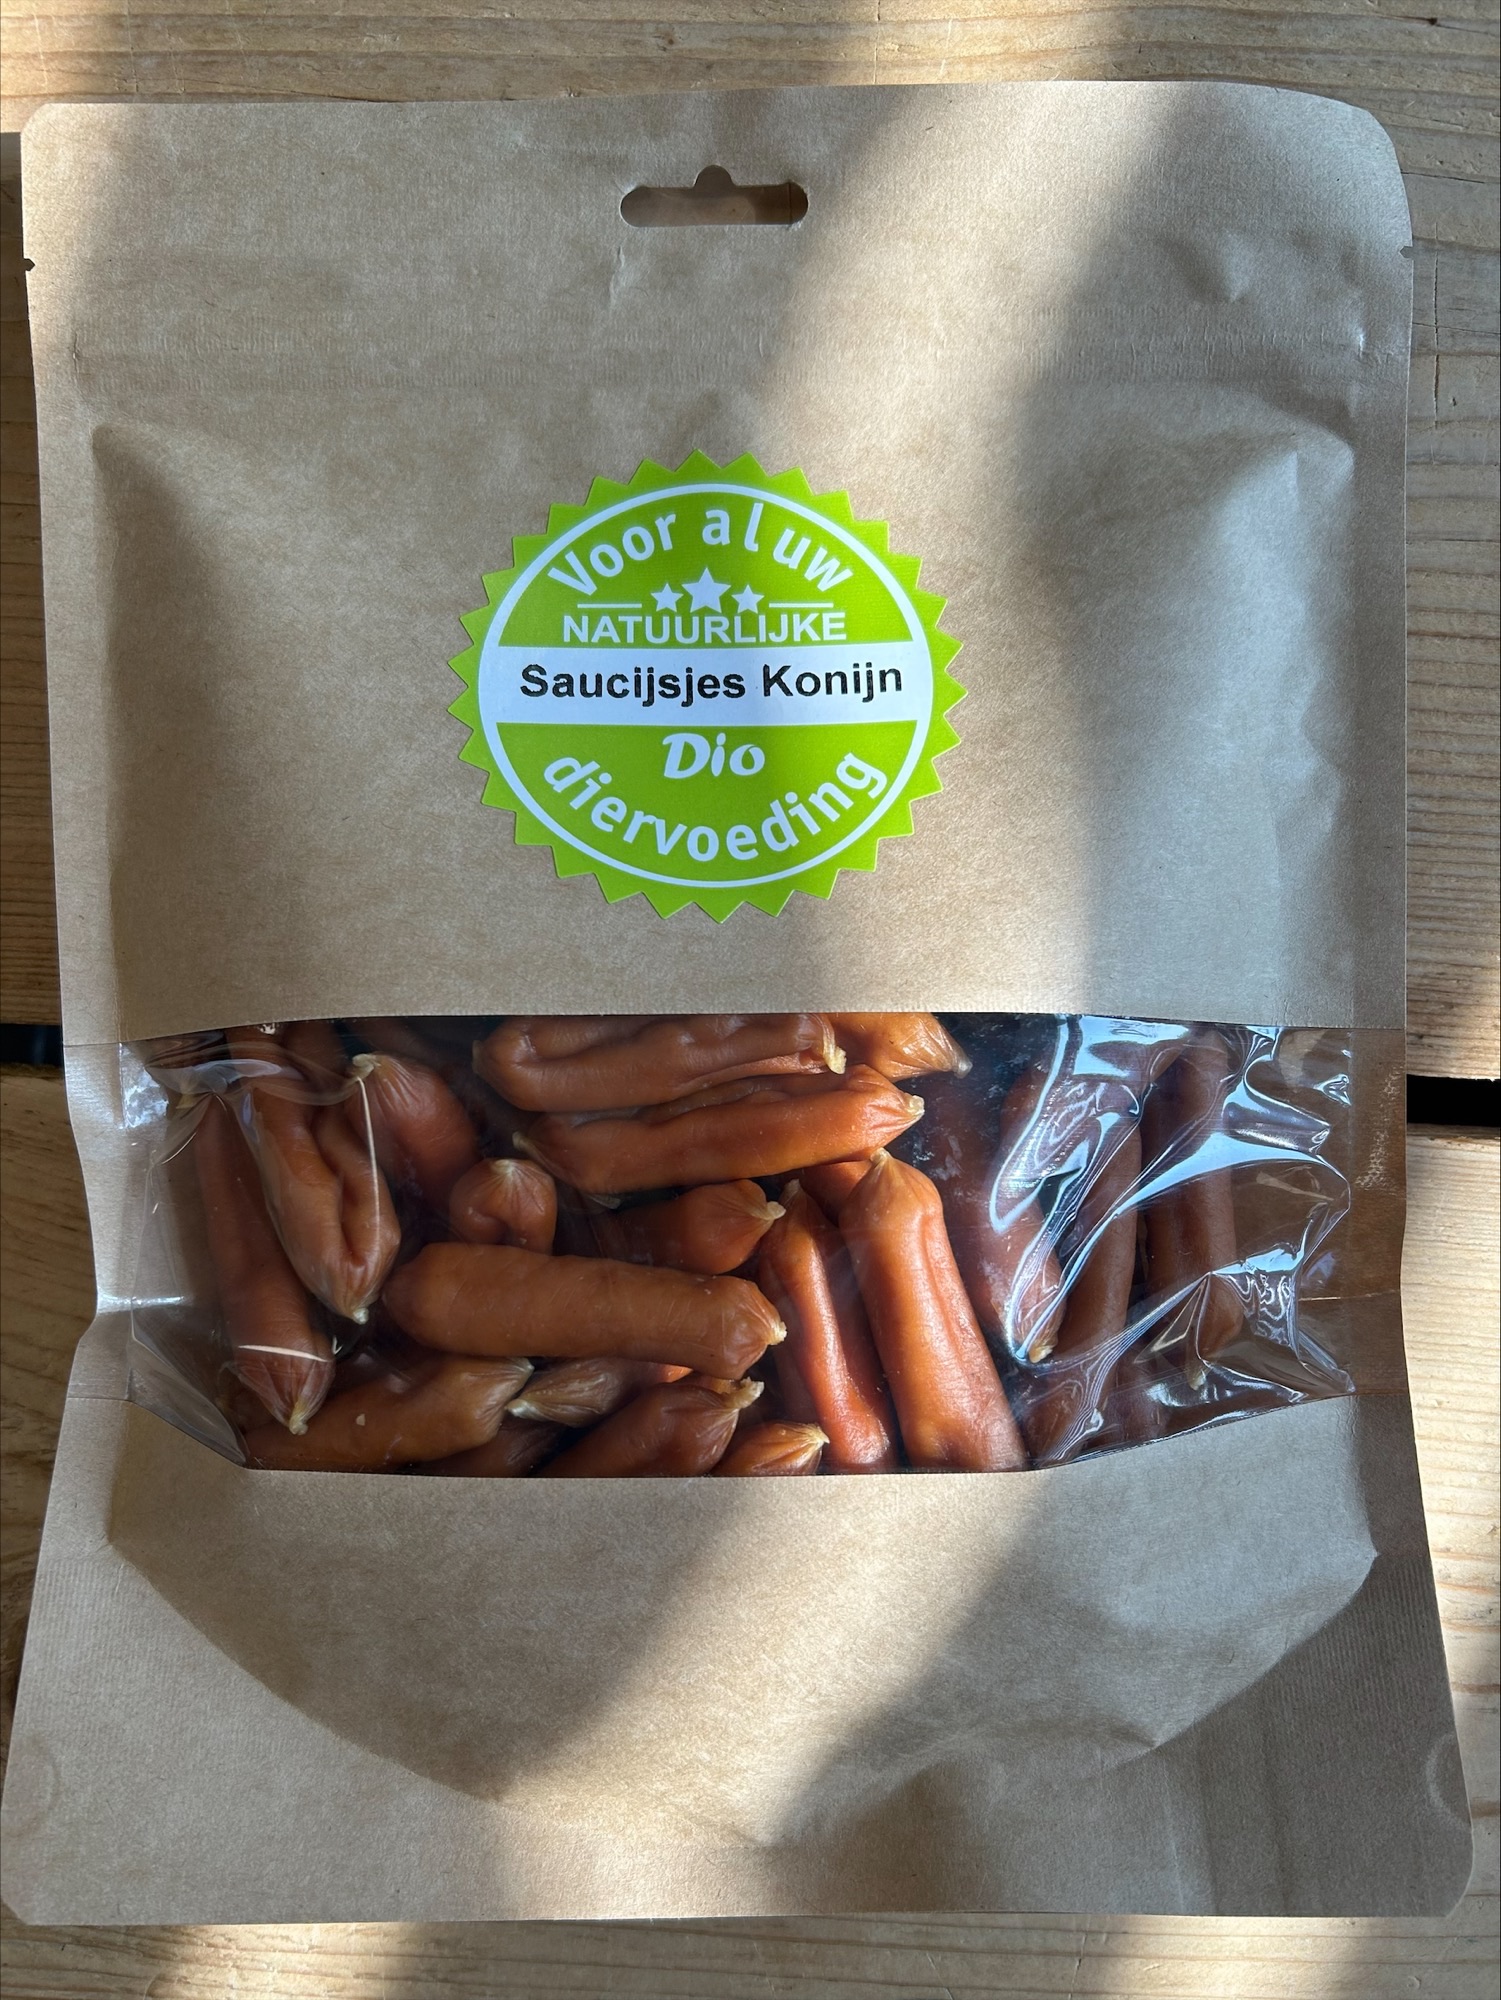 Voor al uw
NATUURLIJKE
Saucijsjes Konijn
Dio
diervoeding